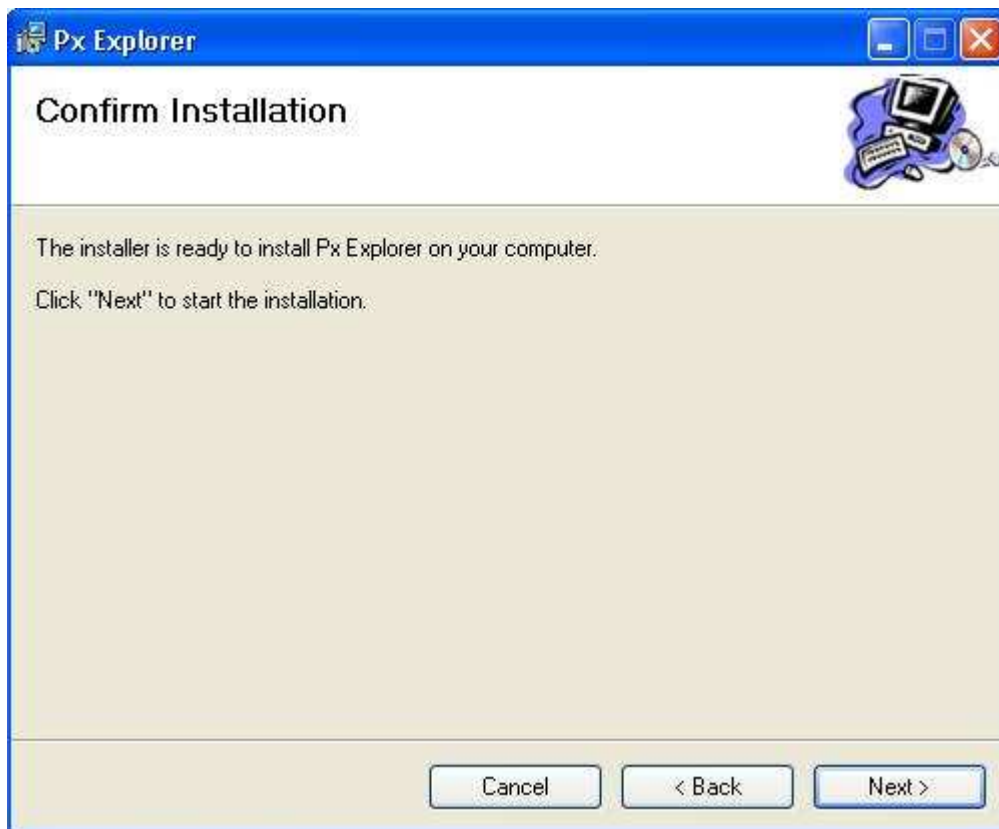 Px Explorer
Confirm Installation
The installer is ready to install Px Explorer on your computer.
Click "Next" to start the installation.
Cancel
< Back
Next >